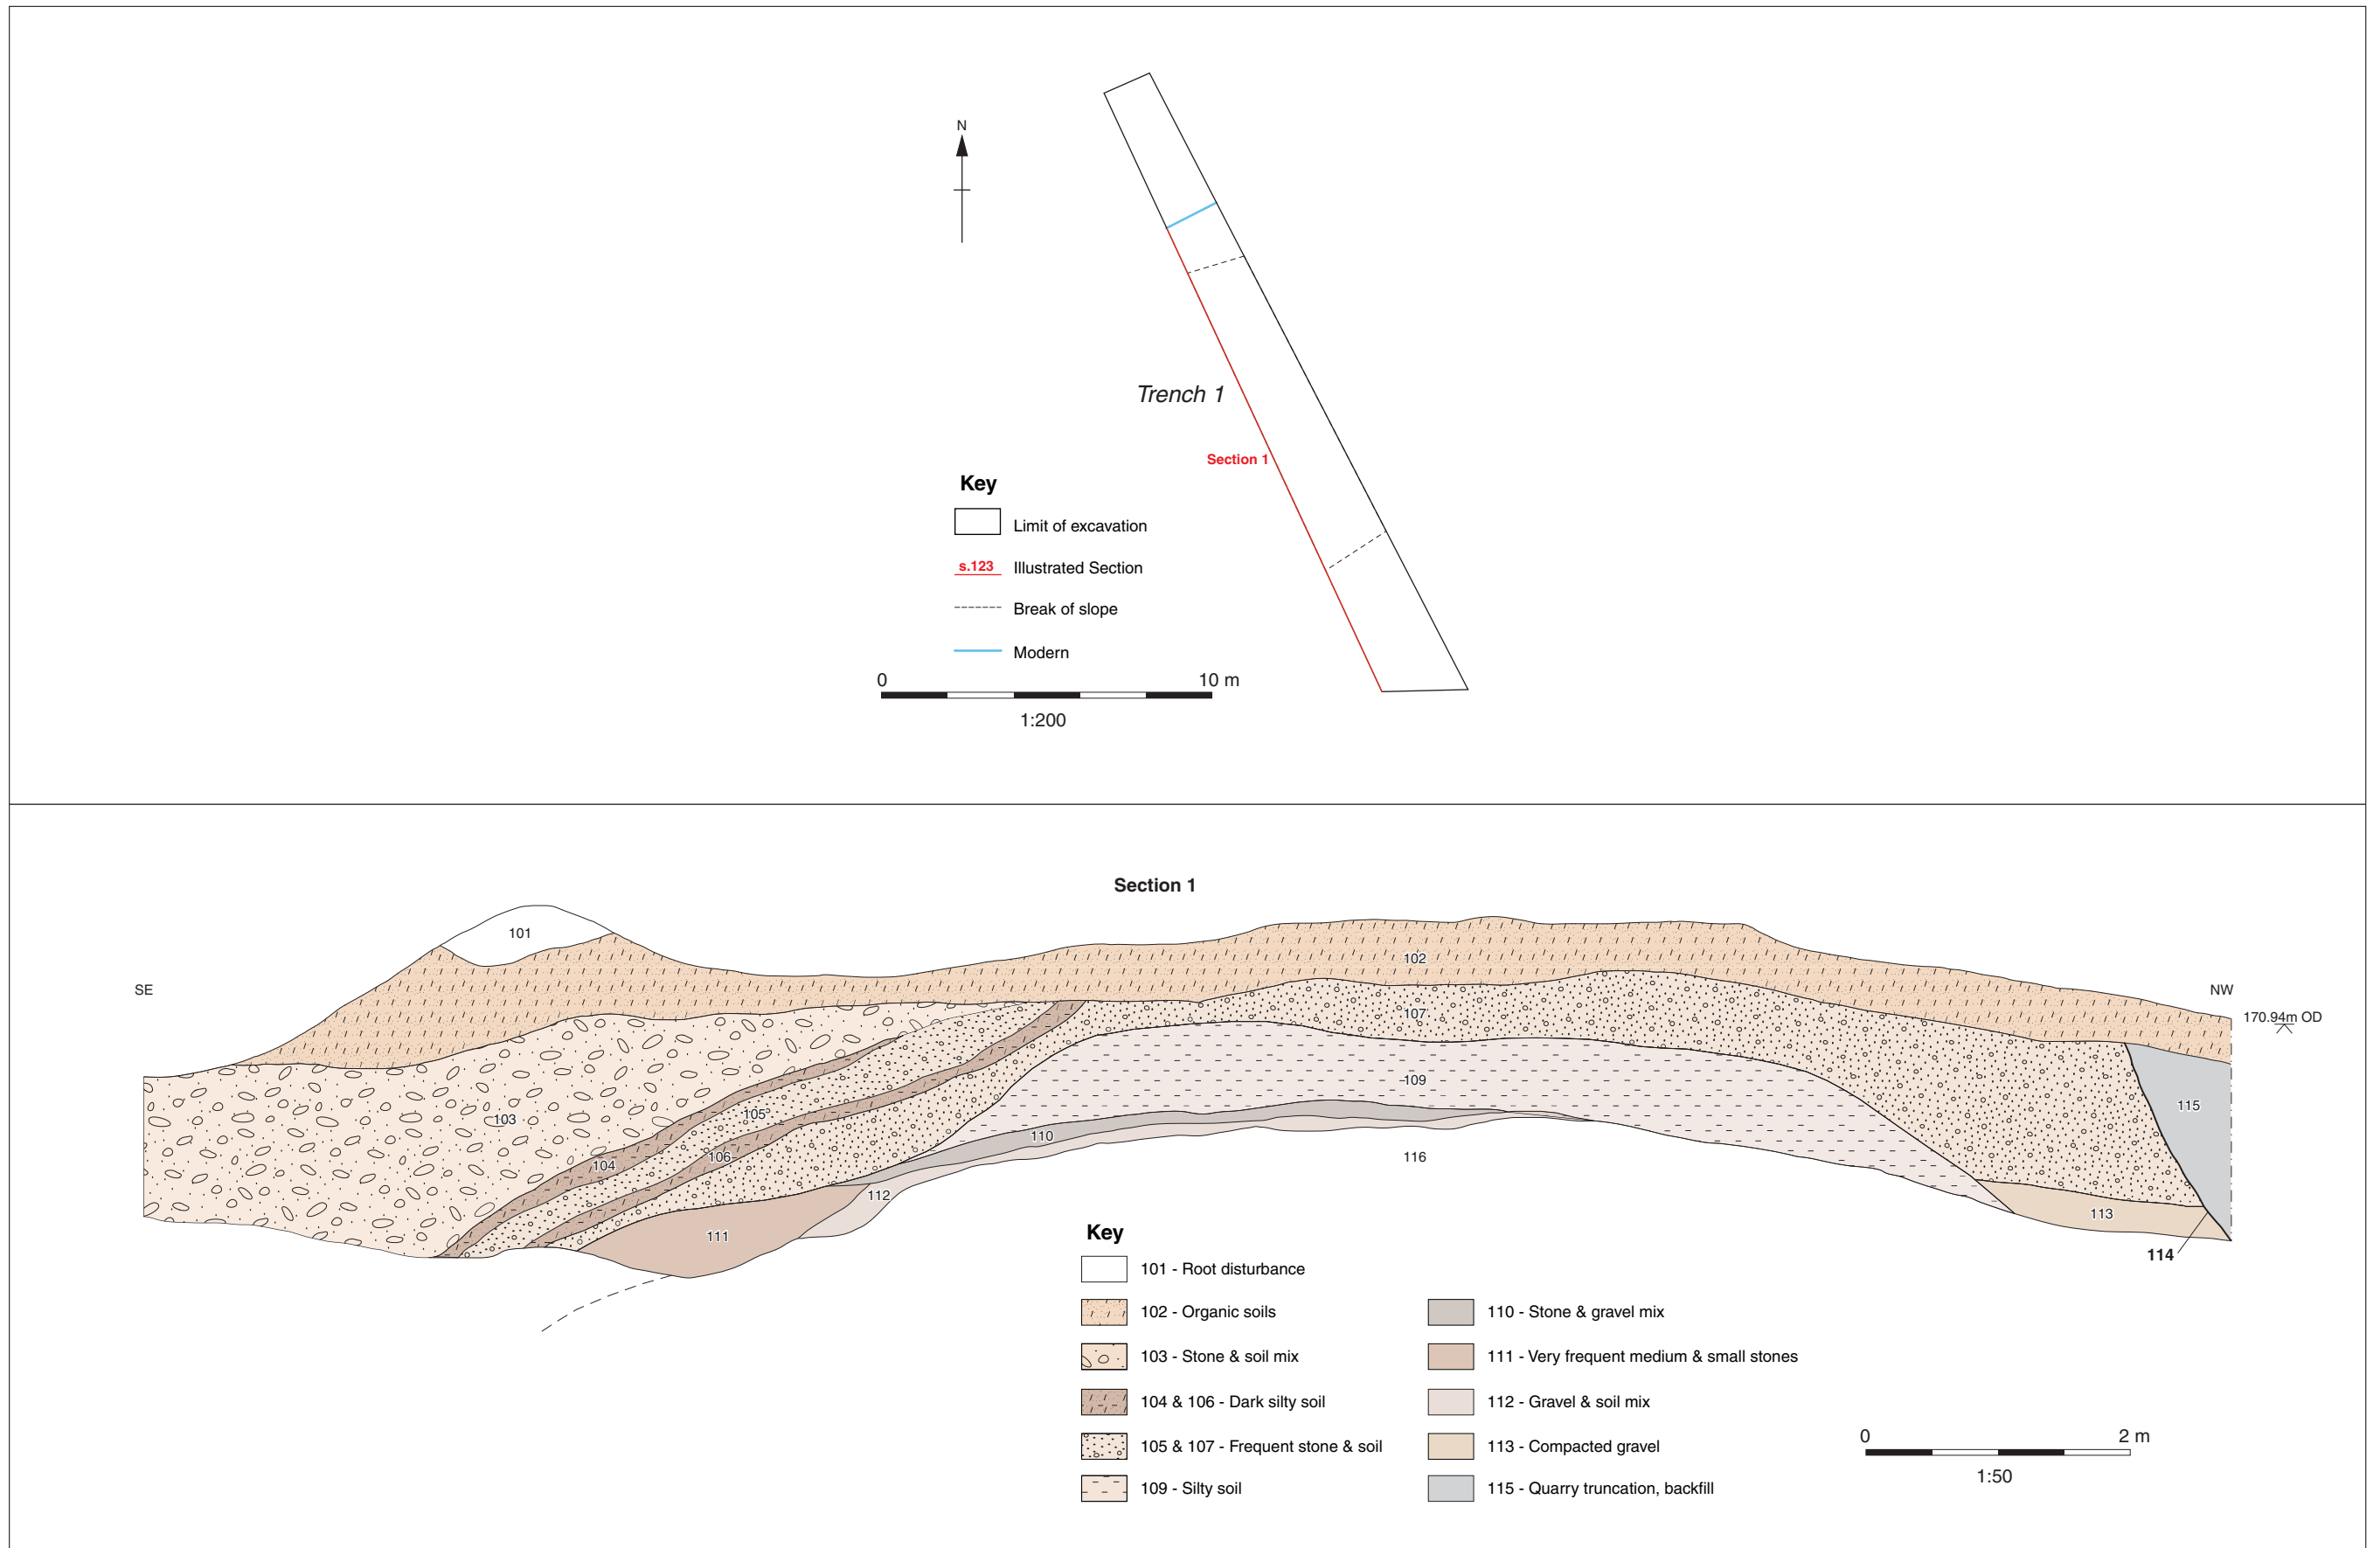 N
Trench 1
Section 1
Key
Limit of excavation
s.123 Illustrated Section
Break of slope
Modern
0 10 m
1:200
Section 1
101
102
SE
NW
170.94m OD
107
103
105
109
115
104
106
110
116
112
111
113
114
Key
101 - Root disturbance
102 - Organic soils
103 - Stone & soil mix
104 & 106 - Dark silty soil
105 & 107 - Frequent stone & soil
109 - Silty soil
110 - Stone & gravel mix
111 - Very frequent medium & small stones
112 - Gravel & soil mix
113 - Compacted gravel
115 - Quarry truncation, backfill
0 2 m
1:50